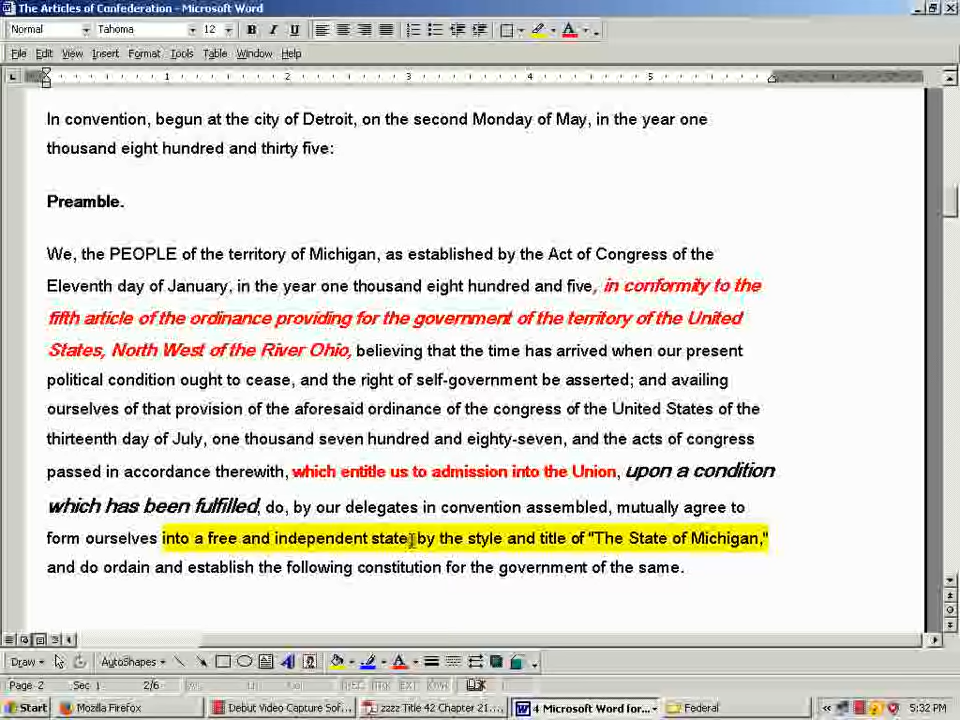 The Articles of Confederation - Microsoft Word
Normal Tahoma 12 B I U A
File Edit View Insert Format Tools Table Window Help
1 2 3 4 5
In convention, begun at the city of Detroit, on the second Monday of May, in the year one
thousand eight hundred and thirty five:
Preamble.
We, the PEOPLE of the territory of Michigan, as established by the Act of Congress of the
Eleventh day of January, in the year one thousand eight hundred and five, in conformity to the
fifth article of the ordinance providing for the government of the territory of the United
States, North West of the River Ohio, believing that the time has arrived when our present
political condition ought to cease, and the right of self-government be asserted; and availing
ourselves of that provision of the aforesaid ordinance of the congress of the United States of the
thirteenth day of July, one thousand seven hundred and eighty-seven, and the acts of congress
passed in accordance therewith, which entitle us to admission into the Union, upon a condition
which has been fulfilled, do, by our delegates in convention assembled, mutually agree to
form ourselves into a free and independent state by the style and title of "The State of Michigan,"
and do ordain and establish the following constitution for the government of the same.
Draw AutoShapes A A
Page 2 Sec 1 2/6
Start Mozilla Firefox Debut Video Capture Sof... zzzz Title 42 Chapter 21.... 4 Microsoft Word for... Federal 5:32 PM